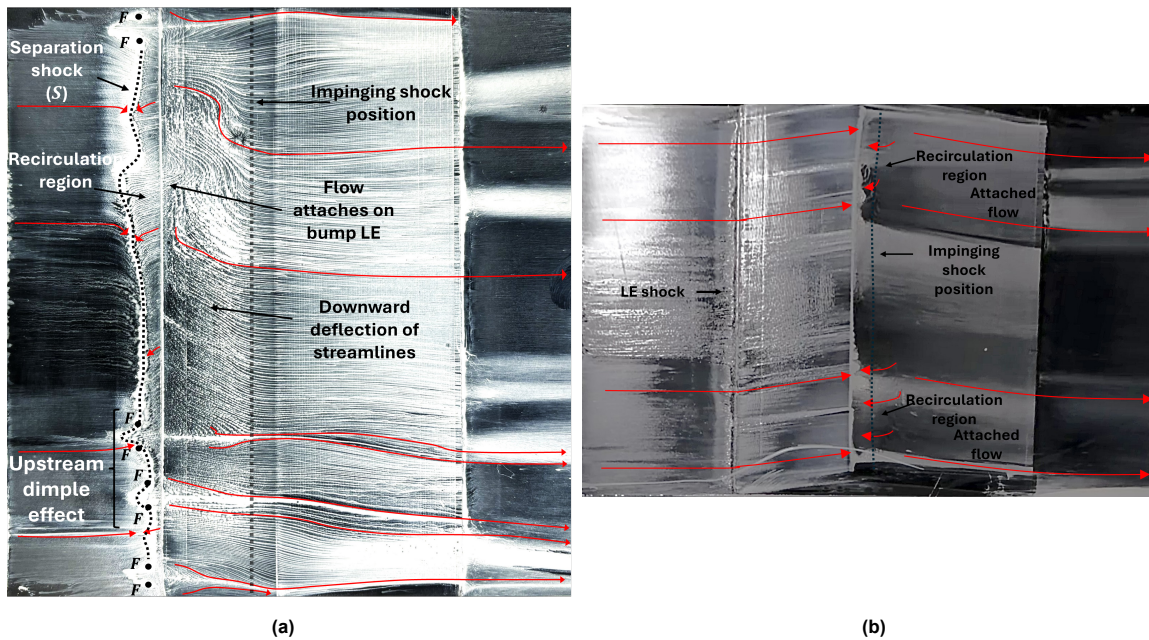 F
F
Separation
shock
(S)
Impinging shock
position
Recirculation
region
Flow
attaches on
bump LE
Downward
deflection of
streamlines
F
F
Upstream
dimple
effect
F
F
F
F
(a)
Recirculation
region
Attached
flow
Impinging
shock
position
LE shock
Recirculation
region
Attached
flow
(b)